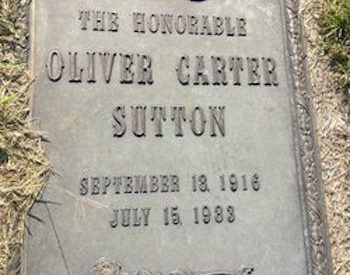 THE HONORABLE
OLIVER CARTER
SUTTON
SEPTEMBER 18, 1916
JULY 15, 1983